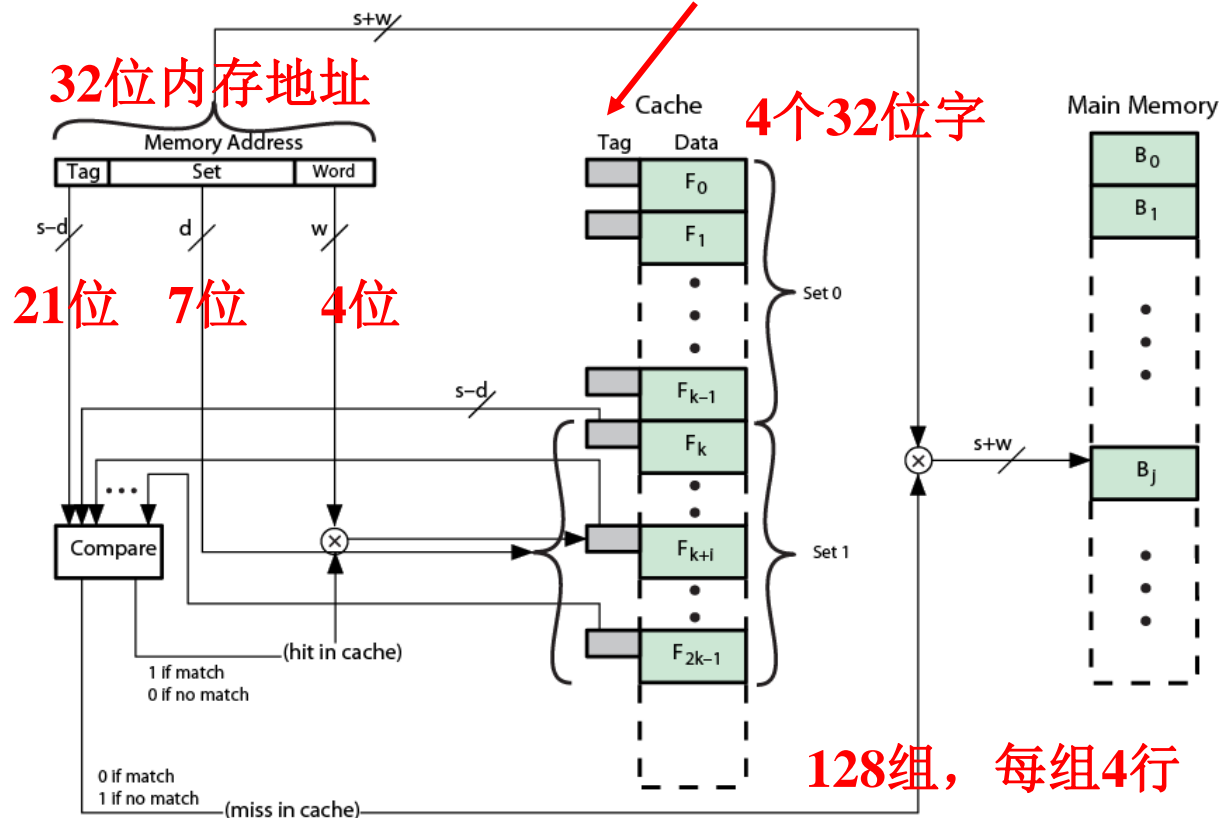 s+w
32位内存地址
Cache
4个32位字
Main Memory
Memory Address
Tag Data
Tag Set Word
B0
F0
B1
s–d d w
F1
21位 7位 4位
Set 0
s–d
Fk–1
Fk
s+w
Bj
Compare
Fk+i
Set 1
(hit in cache)
F2k–1
1 if match
0 if no match
128组，每组4行
0 if match
1 if no match
(miss in cache)